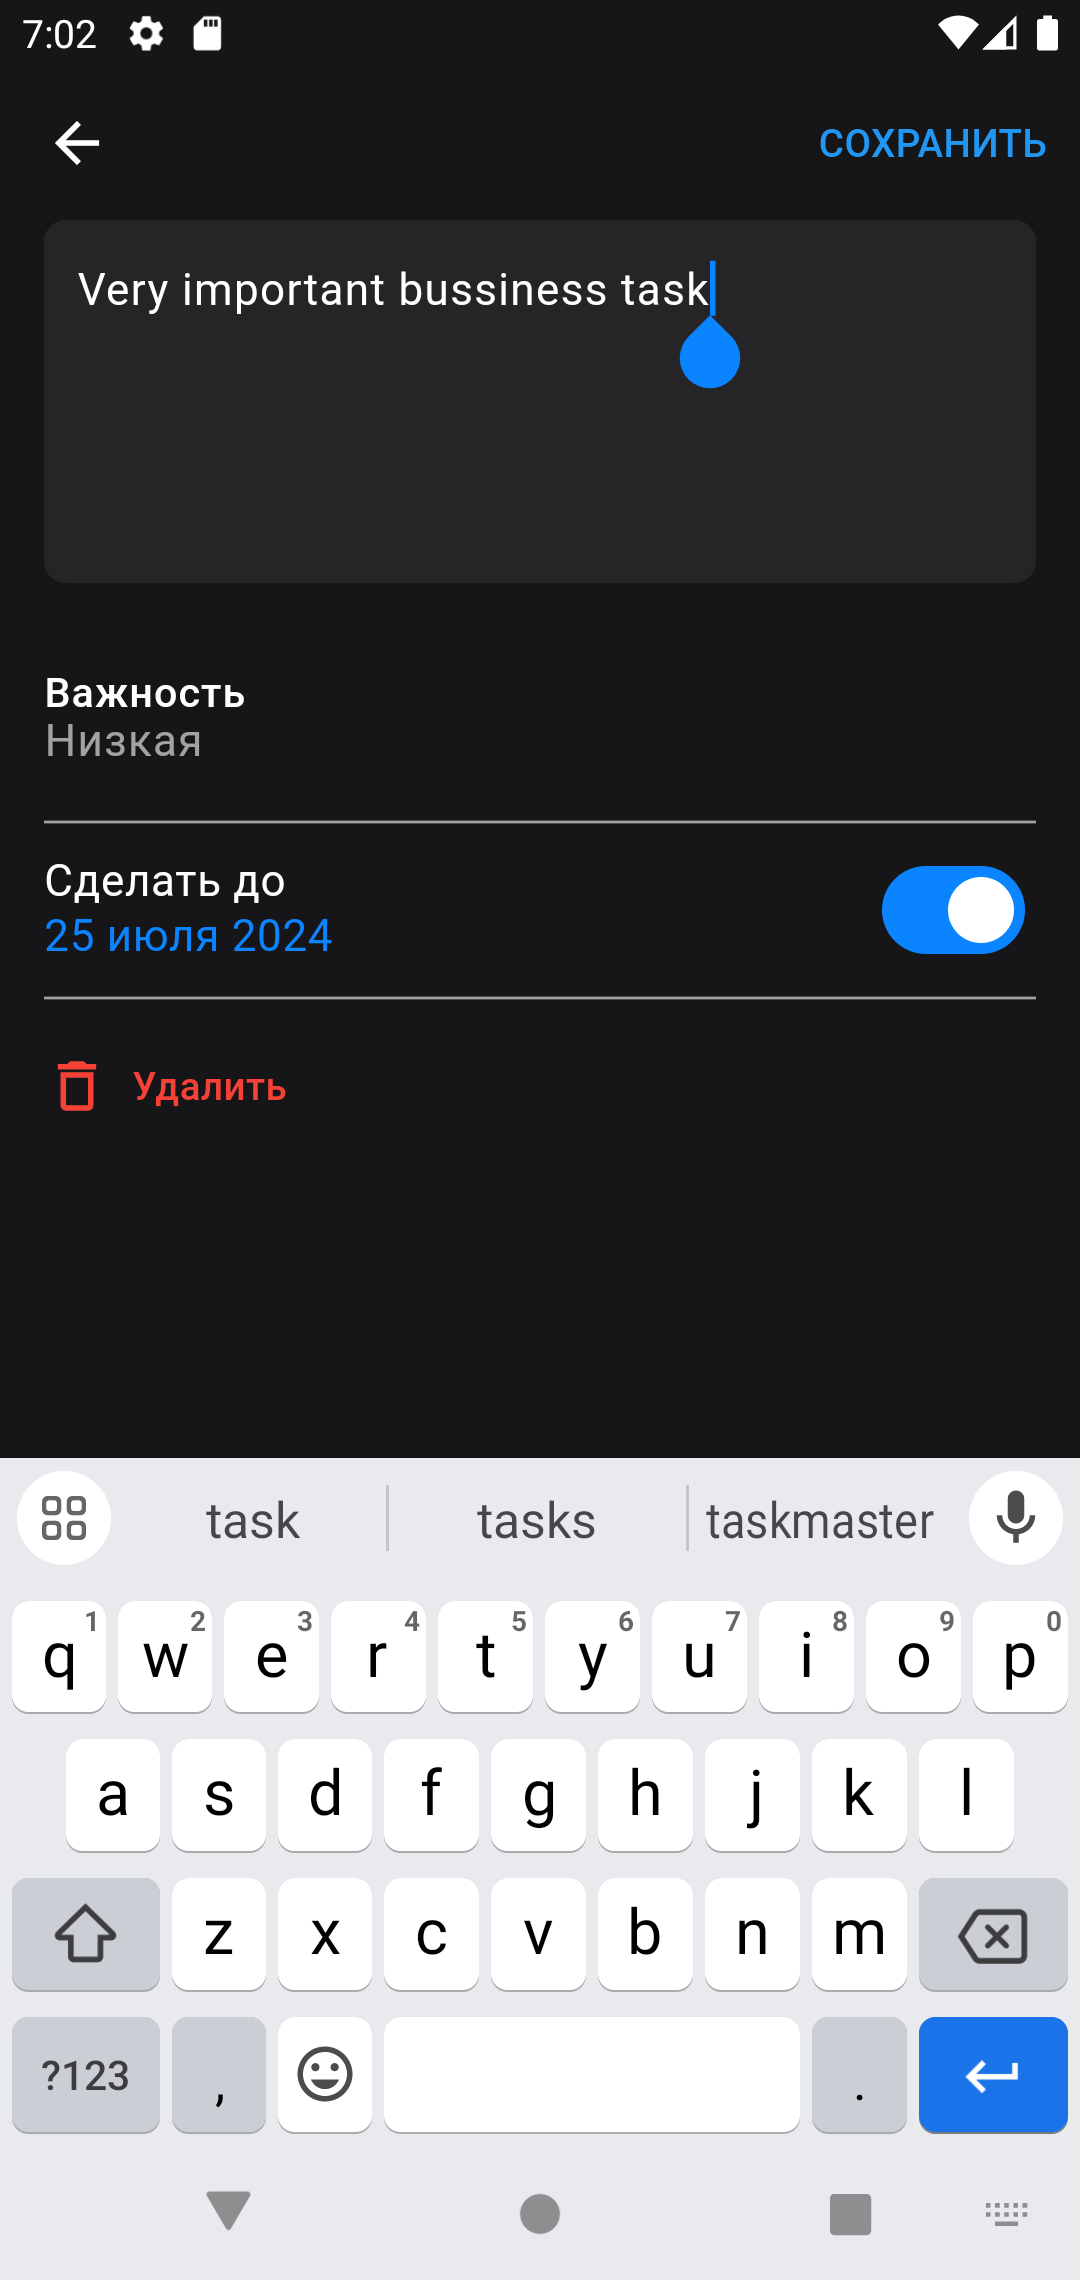 7:02
СОХРАНИТЬ
Very important bussiness task
Важность
Низкая
Сделать до
25 июля 2024
Удалить
task tasks taskmaster
1 2 3 4 5 6 7 8 9 0
q w e r t y u i o p
a s d f g h j k l
z x c v b n m
?123 , .